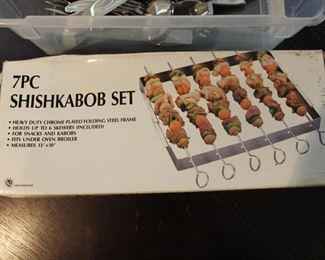 7PC
SHISHKABOB SET
• HEAVY DUTY CHROME PLATED FOLDING STEEL FRAME
• HOLDS UP TO 6 SKEWERS (INCLUDED)
• FOR SNACKS AND KABOBS
• FITS UNDER OVEN BROILER
• MEASURES 13" x 10"